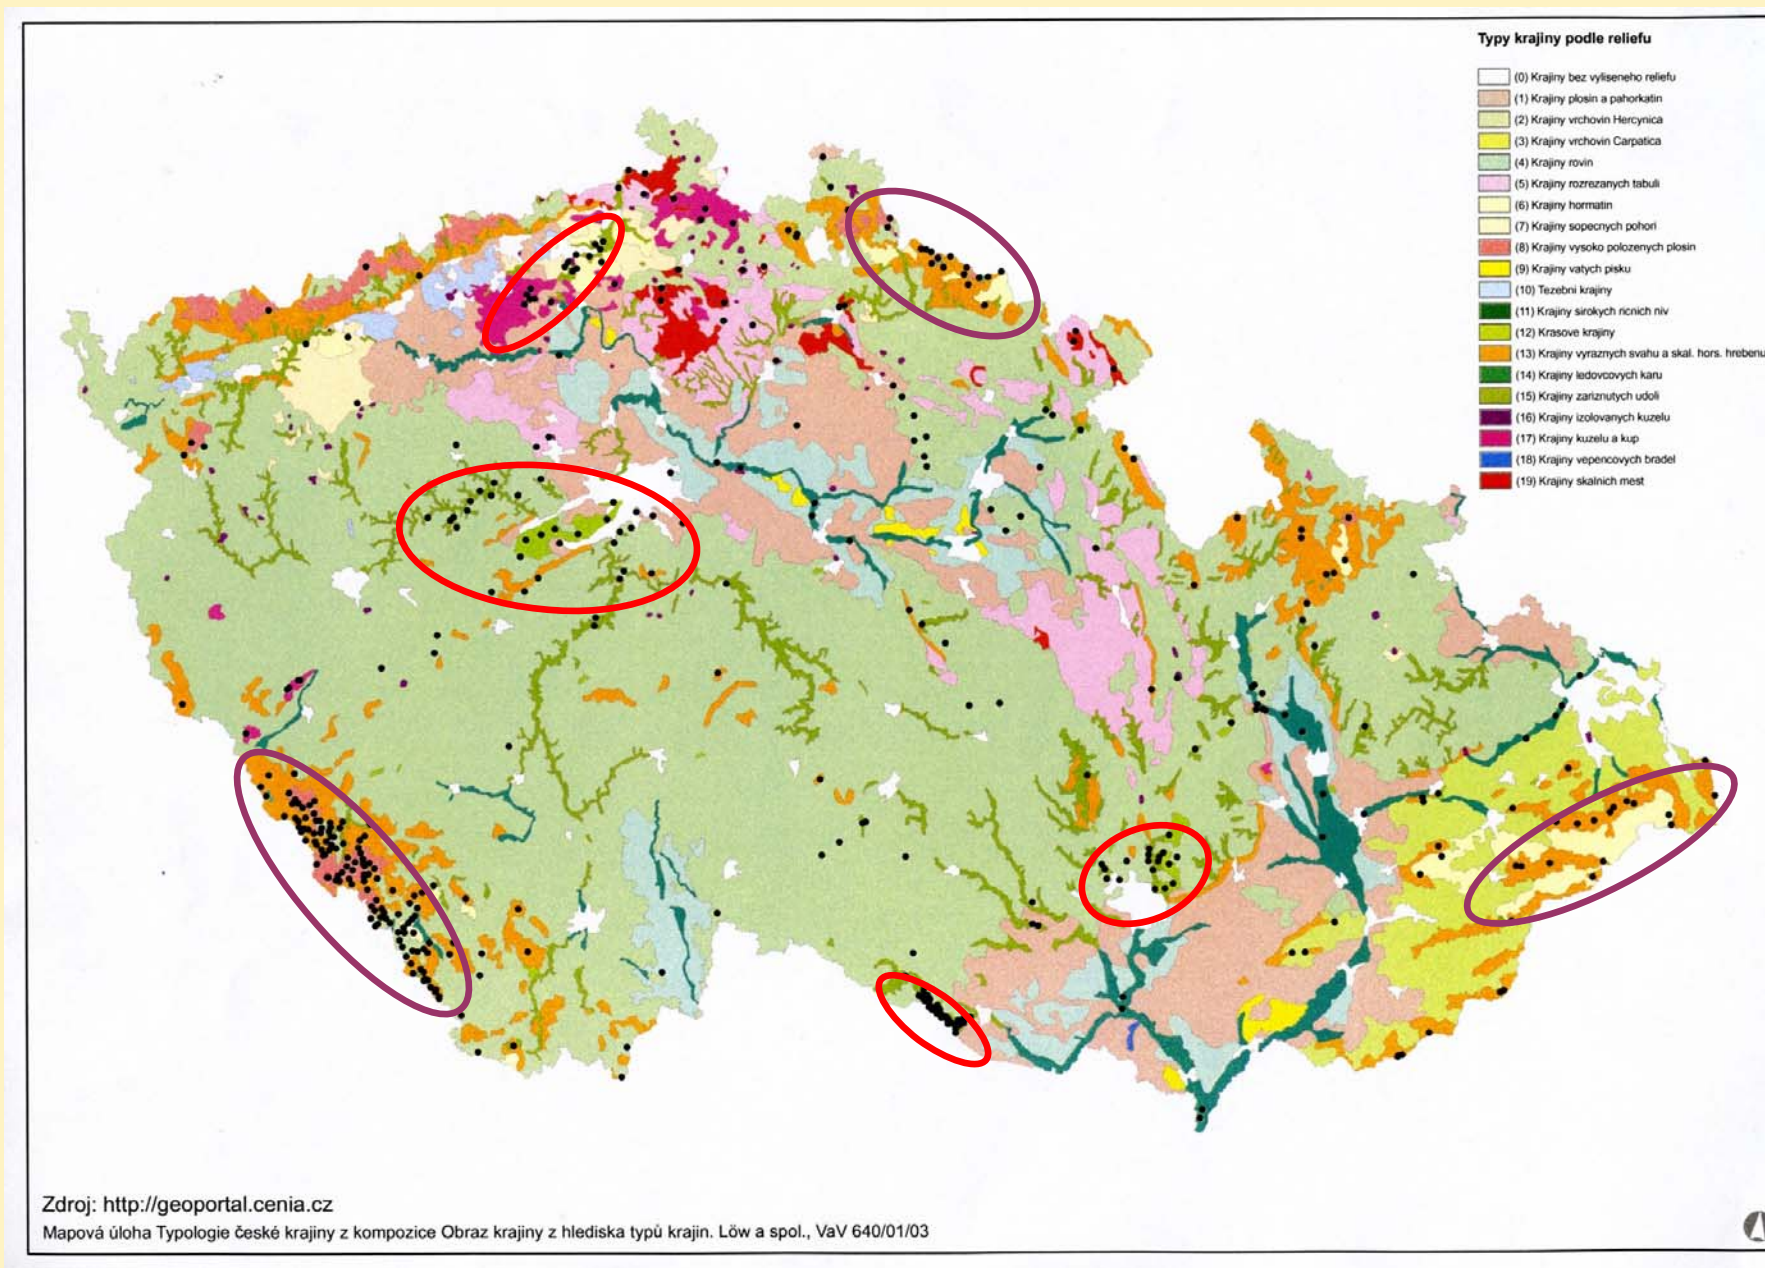 Typy krajiny podle reliefu
(0) Krajiny bez vyliseneho reliefu
(1) Krajiny plosin a pahorkatin
(2) Krajiny vrchovin Hercynica
(3) Krajiny vrchovin Carpatica
(4) Krajiny rovin
(5) Krajiny rozrezanych tabuli
(6) Krajiny hornatin
(7) Krajiny sopecnych pohori
(8) Krajiny vysoko polozenych plosin
(9) Krajiny vatych pisku
(10) Tezebni krajiny
(11) Krajiny sirokych ricnich niv
(12) Krasove krajiny
(13) Krajiny vyraznych svahu a skal. hors. hrebenu
(14) Krajiny ledovcovych karu
(15) Krajiny zariznutych udoli
(16) Krajiny izolovanych kuzelu
(17) Krajiny kuzelu a kup
(18) Krajiny vepencovych bradel
(19) Krajiny skalnich mest
Zdroj: http://geoportal.cenia.cz
Mapová úloha Typologie české krajiny z kompozice Obraz krajiny z hlediska typů krajin. Löw a spol., VaV 640/01/03